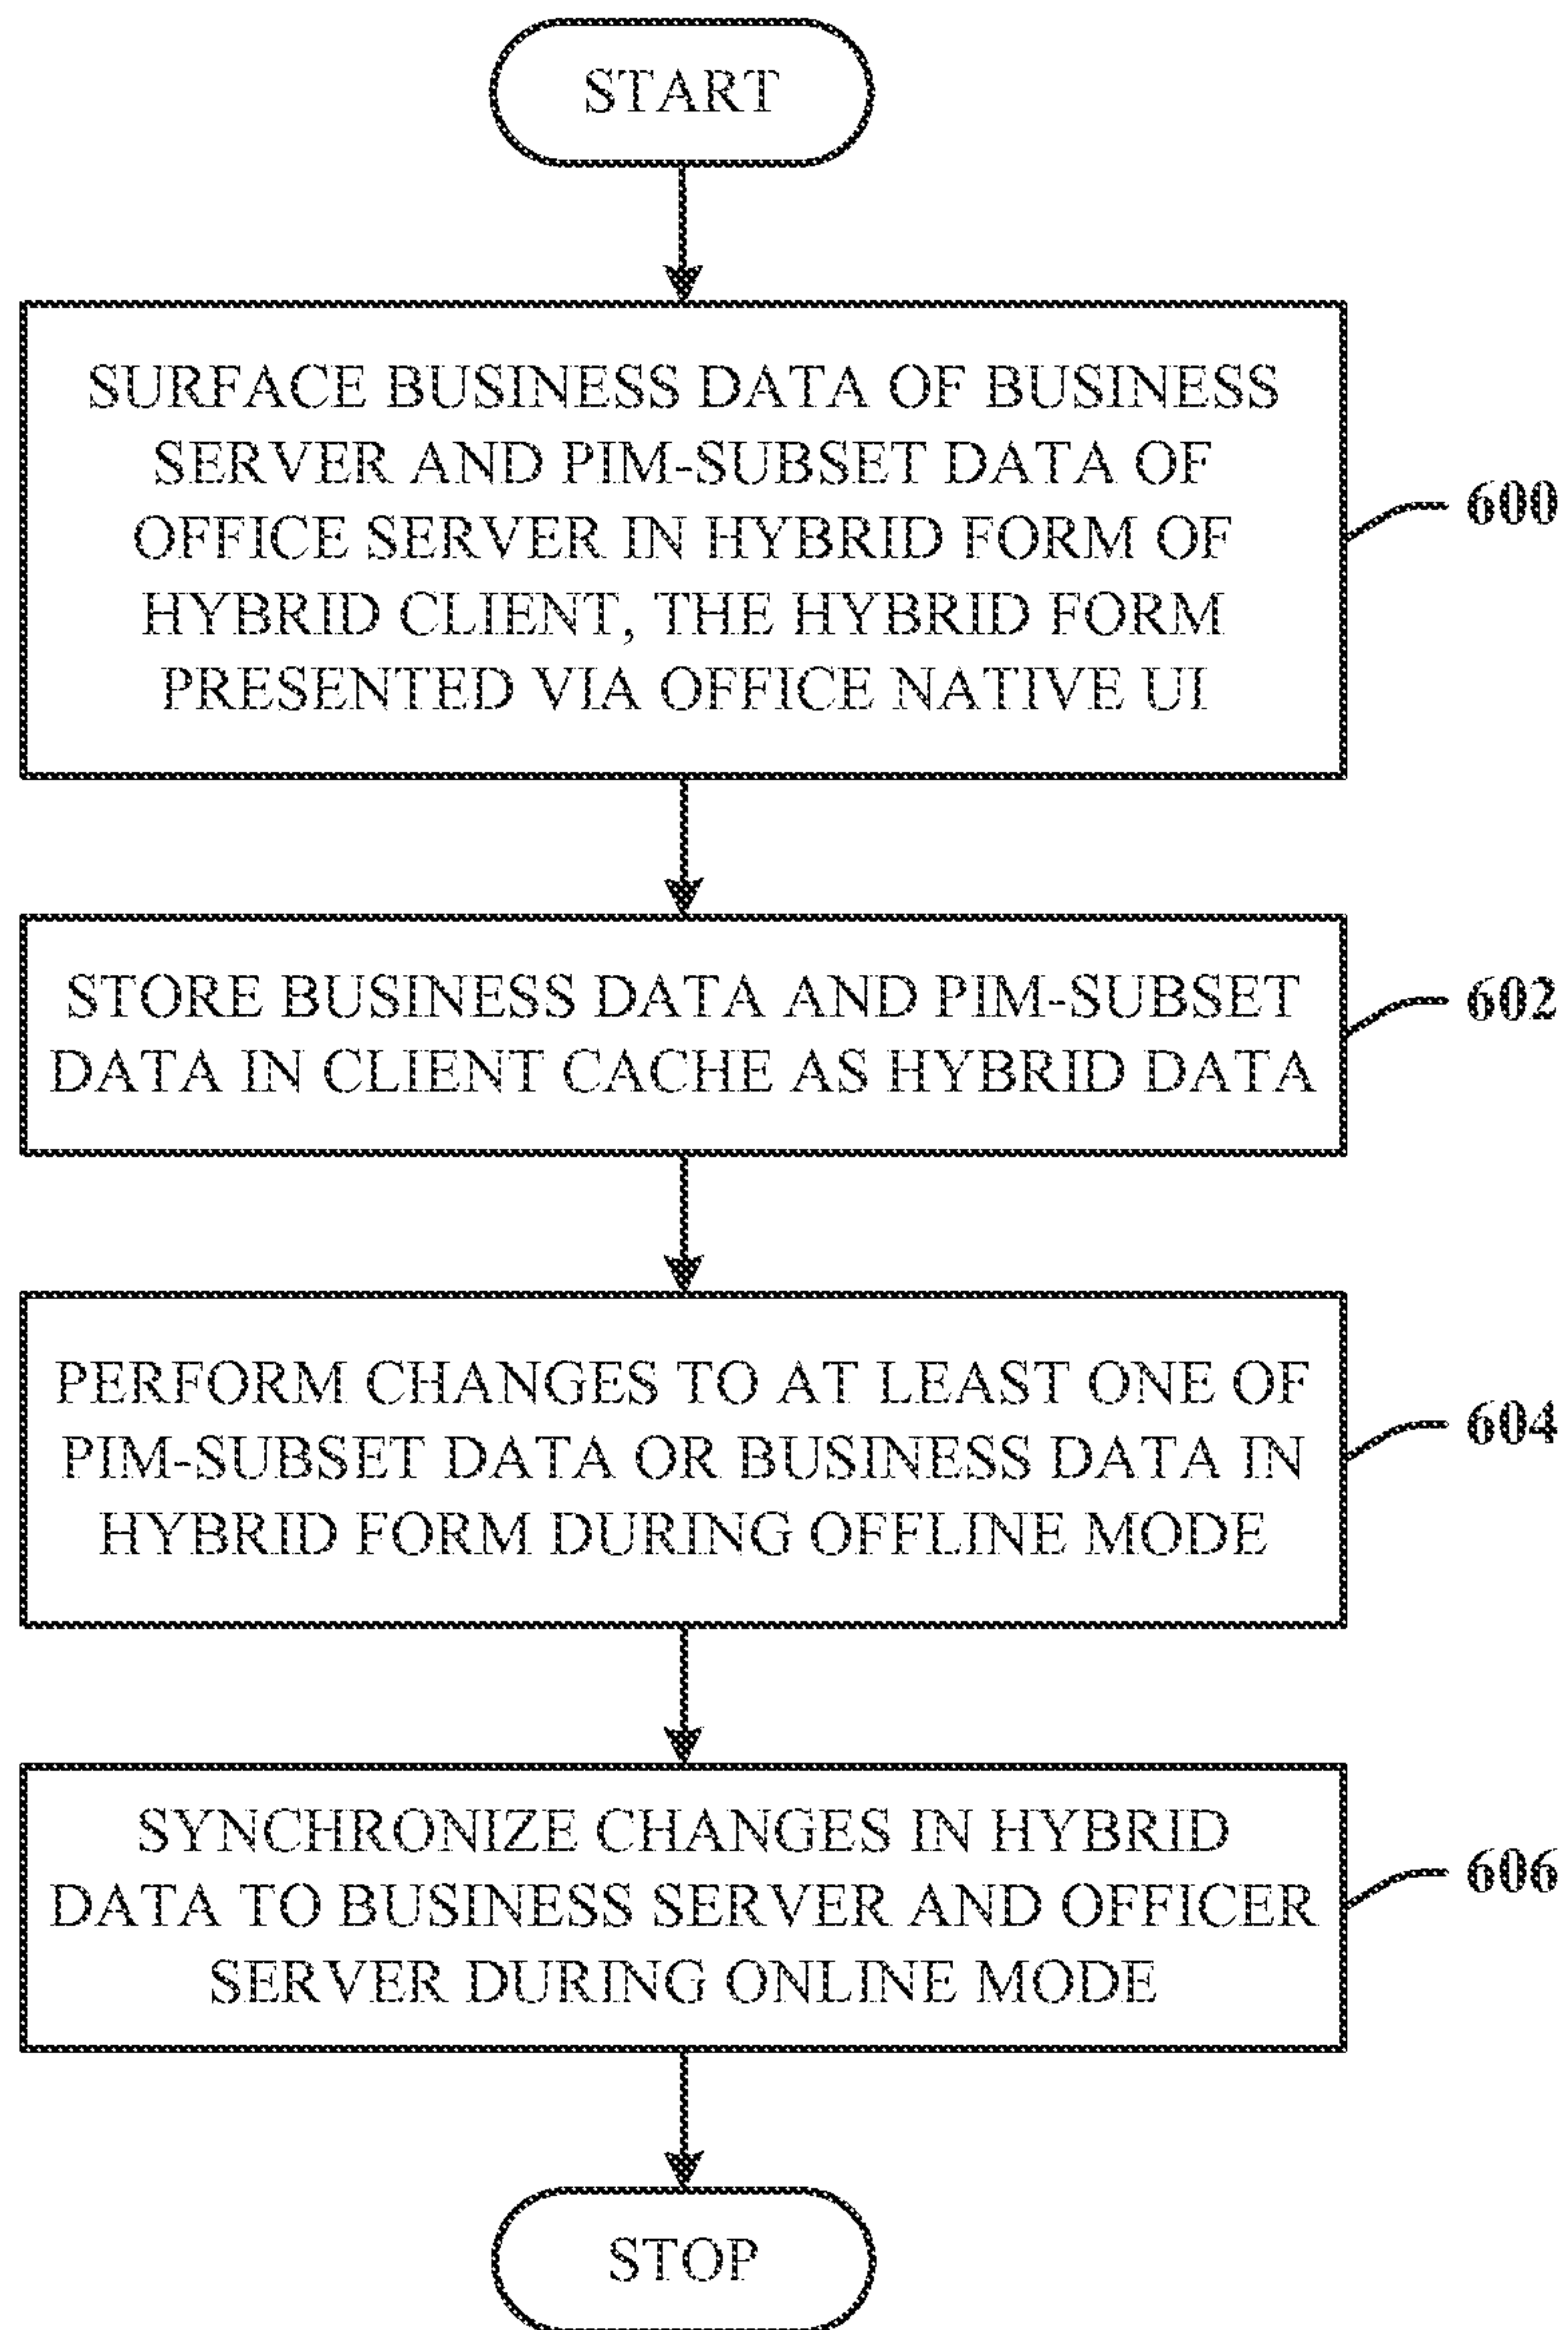 START
SURFACE BUSINESS DATA OF BUSINESS
SERVER AND PIM-SUBSET DATA OF
OFFICE SERVER IN HYBRID FORM OF
HYBRID CLIENT, THE HYBRID FORM
PRESENTED VIA OFFICE NATIVE UI
600
STORE BUSINESS DATA AND PIM-SUBSET
DATA IN CLIENT CACHE AS HYBRID DATA
602
PERFORM CHANGES TO AT LEAST ONE OF
PIM-SUBSET DATA OR BUSINESS DATA IN
HYBRID FORM DURING OFFLINE MODE
604
SYNCHRONIZE CHANGES IN HYBRID
DATA TO BUSINESS SERVER AND OFFICER
SERVER DURING ONLINE MODE
606
STOP